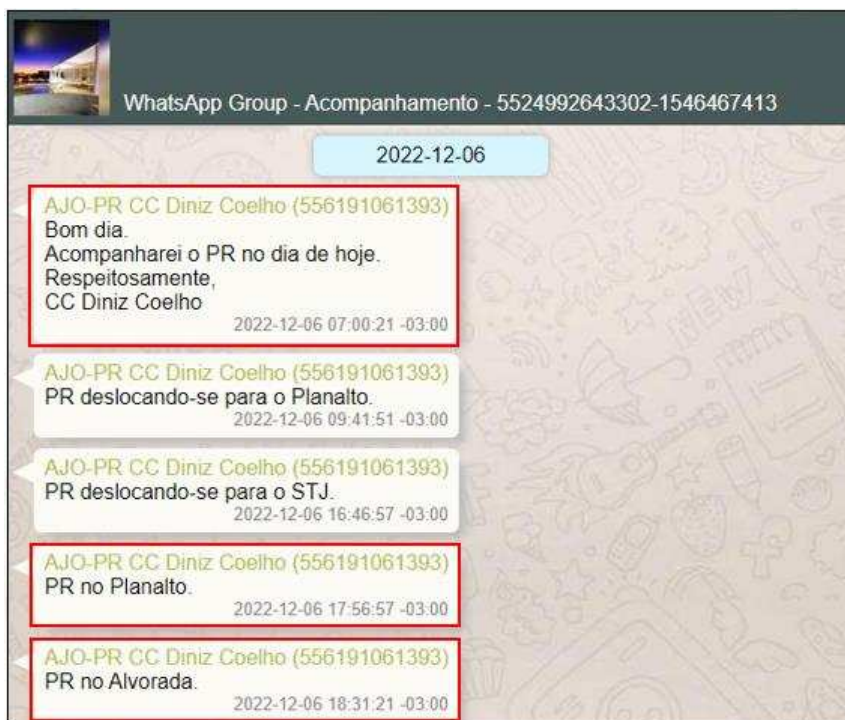 WhatsApp Group - Acompanhamento - 5524992643302-1546467413
2022-12-06
AJO-PR CC Diniz Coelho (556191061393)
Bom dia.
Acompanharei o PR no dia de hoje.
Respeitosamente,
CC Diniz Coelho
2022-12-06 07:00:21 -03:00
AJO-PR CC Diniz Coelho (556191061393)
PR deslocando-se para o Planalto.
2022-12-06 09:41:51 -03:00
AJO-PR CC Diniz Coelho (556191061393)
PR deslocando-se para o STJ.
2022-12-06 16:46:57 -03:00
AJO-PR CC Diniz Coelho (556191061393)
PR no Planalto.
2022-12-06 17:56:57 -03:00
AJO-PR CC Diniz Coelho (556191061393)
PR no Alvorada.
2022-12-06 18:31:21 -03:00